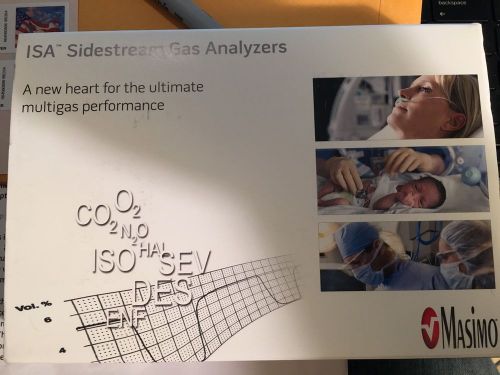 ISA™ Sidestream Gas Analyzers
A new heart for the ultimate
multigas performance
O2
CO2
N2O
HAL
ISO SEV
DES
ENF
Vol. %
6
4
MASIMO